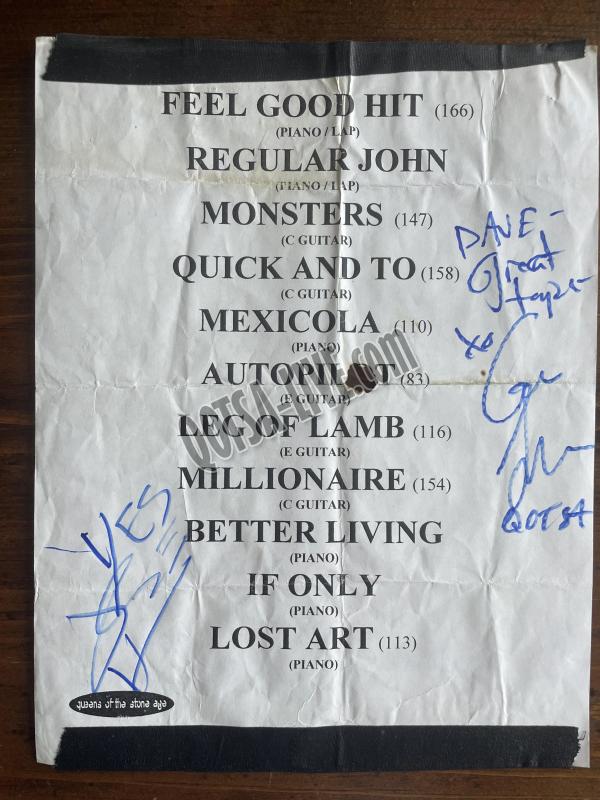 FEEL GOOD HIT (166)
(PIANO / LAP)
REGULAR JOHN
(PIANO / LAP)
MONSTERS (147)
(C GUITAR)
QUICK AND TO (158)
(C GUITAR)
MEXICOLA (110)
(PIANO)
AUTOPILOT (83)
(E GUITAR)
LEG OF LAMB (116)
(E GUITAR)
MILLIONAIRE (154)
(C GUITAR)
BETTER LIVING
(PIANO)
IF ONLY
(PIANO)
LOST ART (113)
(PIANO)
DAVE-
Great
tape
xo
QOTSA
YES
queens of the stone age
QOTSA-LIVE.com